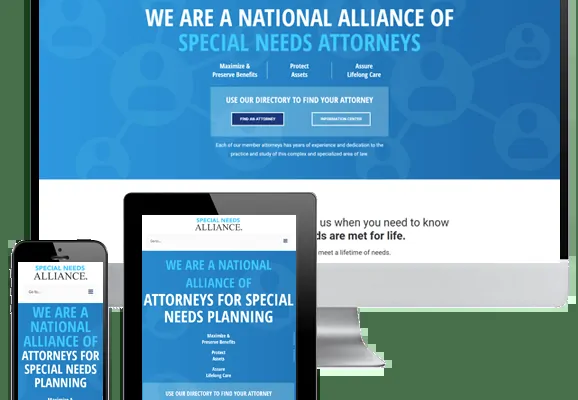 WE ARE A NATIONAL ALLIANCE OF
SPECIAL NEEDS ATTORNEYS
Maximize &
Preserve Benefits
Protect
Assets
Assure
Lifelong Care
USE OUR DIRECTORY TO FIND YOUR ATTORNEY
FIND AN ATTORNEY
INFORMATION CENTER
Each of our member attorneys has years of experience and dedication to the
practice and study of this complex and specialized area of law.
us when you need to know
ds are met for life.
meet a lifetime of needs.
SPECIAL NEEDS
ALLIANCE.
Go to...
WE ARE A NATIONAL
ALLIANCE OF
ATTORNEYS FOR SPECIAL
NEEDS PLANNING
Maximize &
Preserve Benefits
Protect
Assets
Assure
Lifelong Care
USE OUR DIRECTORY TO FIND YOUR ATTORNEY
SPECIAL NEEDS
ALLIANCE.
Go to...
WE ARE A
NATIONAL
ALLIANCE OF
ATTORNEYS FOR
SPECIAL NEEDS
PLANNING
Maximize &